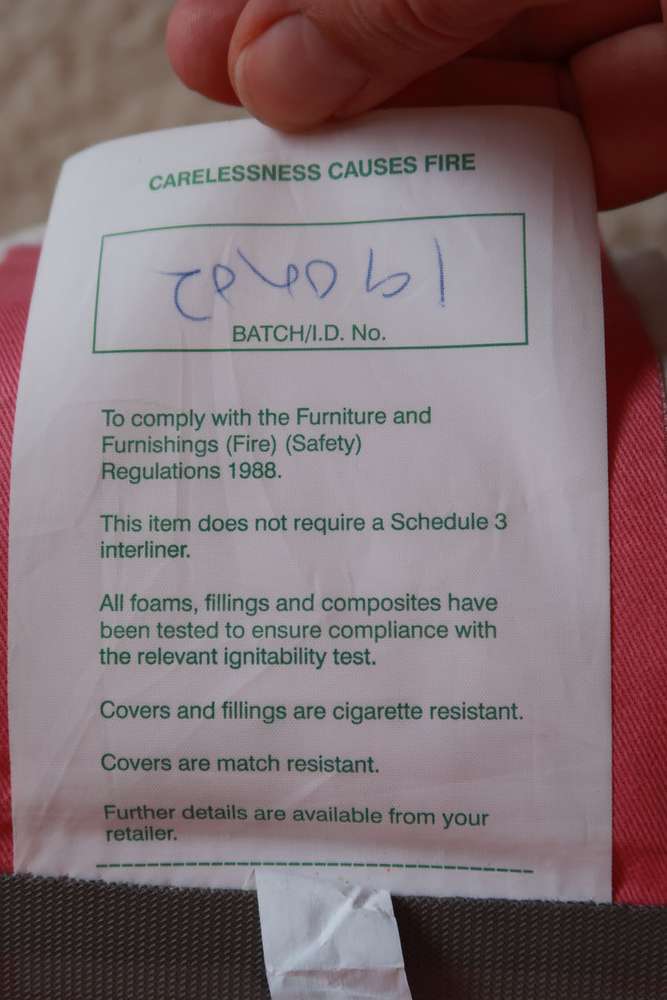 CARELESSNESS CAUSES FIRE
BATCH/I.D. No.
To comply with the Furniture and
Furnishings (Fire) (Safety)
Regulations 1988.
This item does not require a Schedule 3
interliner.
All foams, fillings and composites have
been tested to ensure compliance with
the relevant ignitability test.
Covers and fillings are cigarette resistant.
Covers are match resistant.
Further details are available from your
retailer.